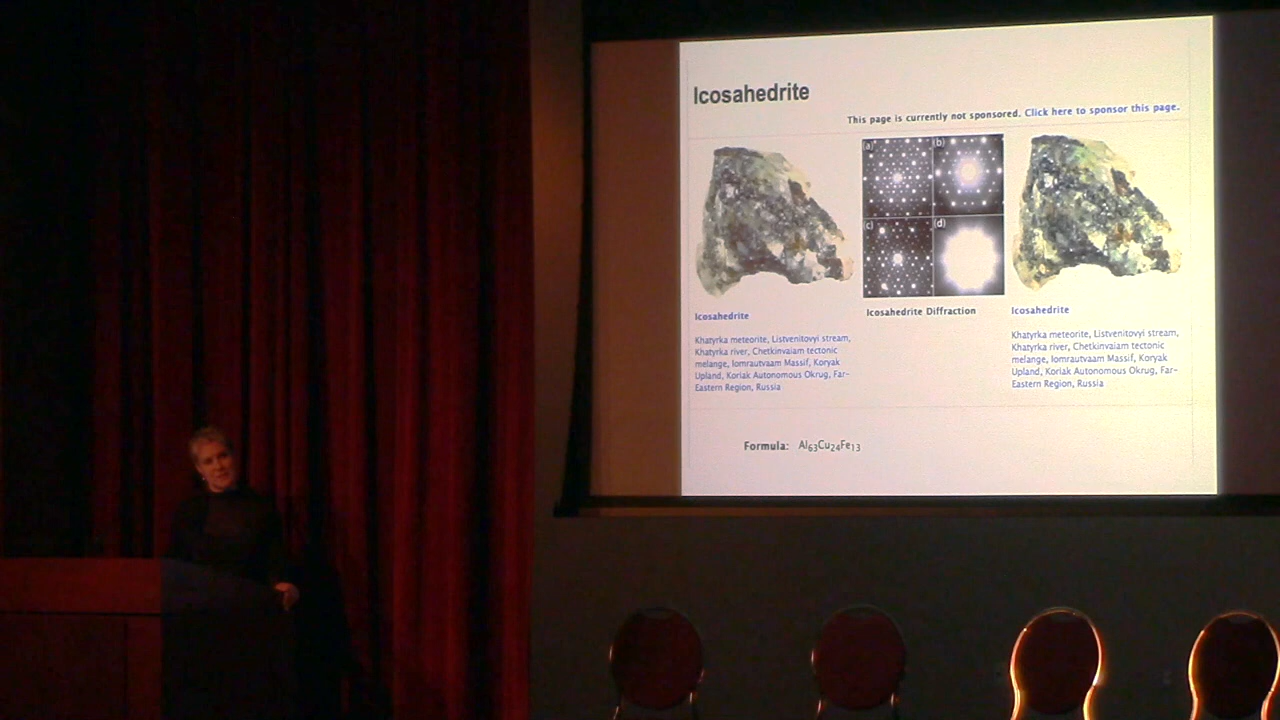 Icosahedrite
This page is currently not sponsored. Click here to sponsor this page.
a)
b)
c)
d)
Icosahedrite
Khatyrka meteorite, Listvenitovyi stream,
Khatyrka river, Chetkinvaiam tectonic
melange, Iomrautvaam Massif, Koryak
Upland, Koriak Autonomous Okrug, Far-
Eastern Region, Russia
Icosahedrite Diffraction
Icosahedrite
Khatyrka meteorite, Listvenitovyi stream,
Khatyrka river, Chetkinvaiam tectonic
melange, Iomrautvaam Massif, Koryak
Upland, Koriak Autonomous Okrug, Far-
Eastern Region, Russia
Formula: Al₆₃Cu₂₄Fe₁₃